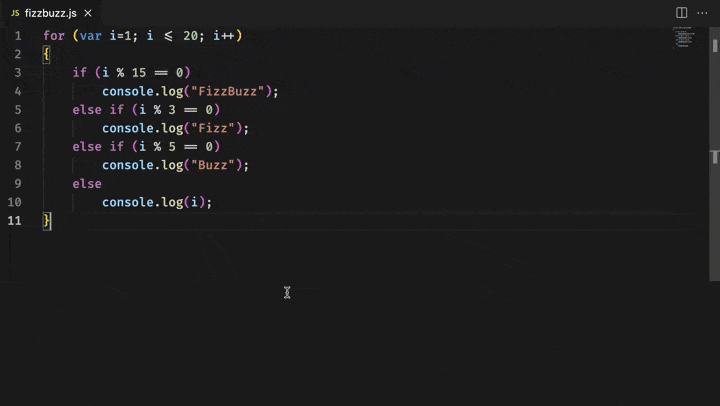 JS fizzbuzz.js
1 for (var i=1; i <= 20; i++)
2 {
3     if (i % 15 == 0)
4         console.log("FizzBuzz");
5     else if (i % 3 == 0)
6         console.log("Fizz");
7     else if (i % 5 == 0)
8         console.log("Buzz");
9     else
10         console.log(i);
11 }